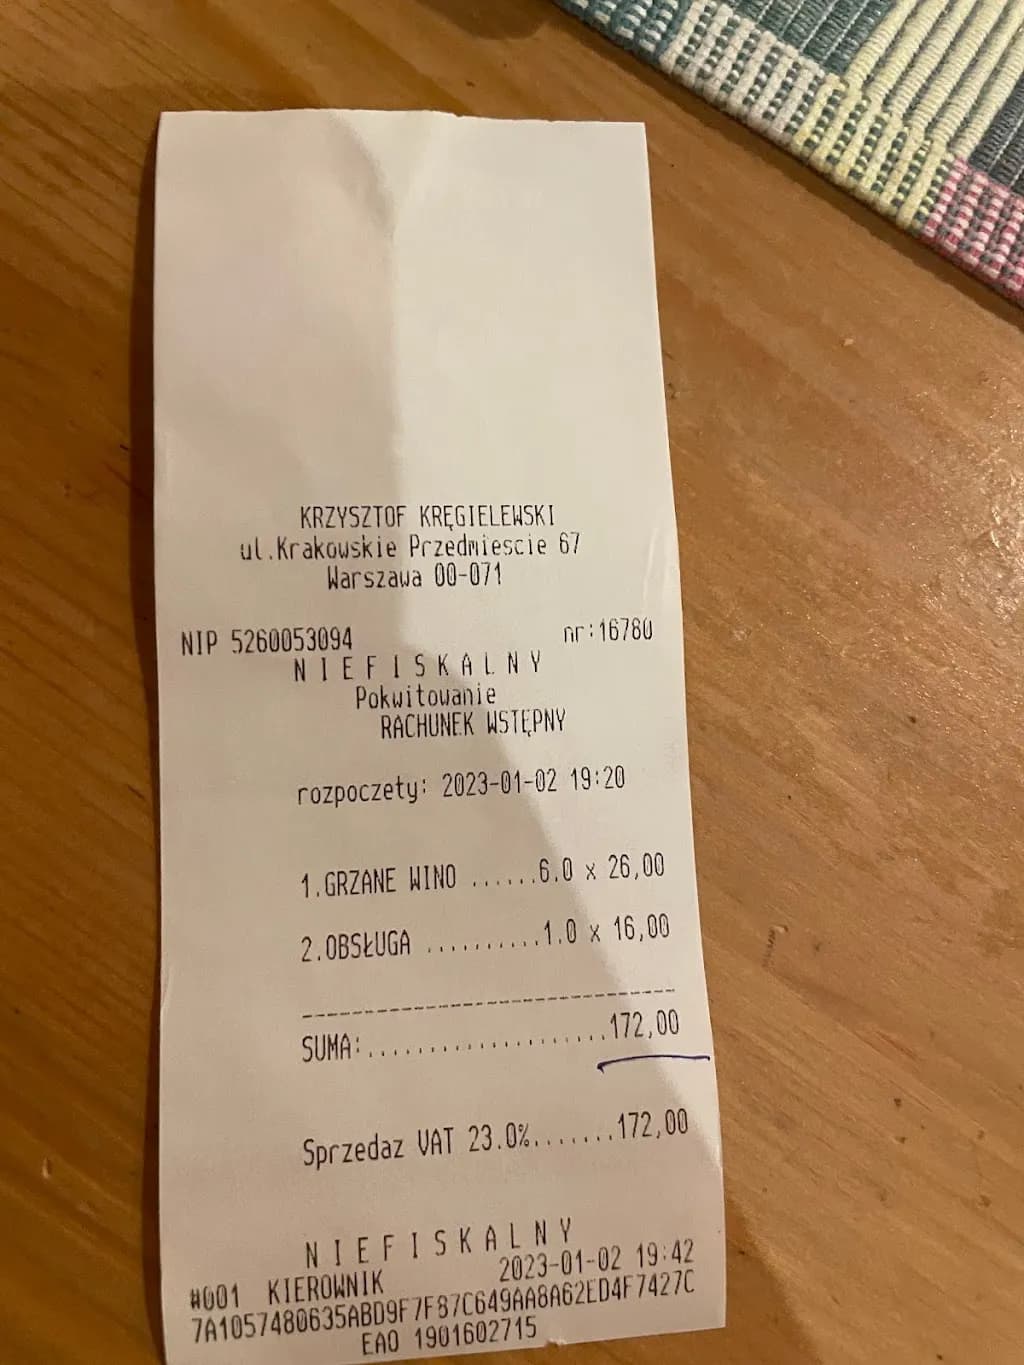 KRZYSZTOF KRĘGIELEWSKI
ul.Krakowskie Przedmiescie 67
Warszawa 00-071
NIP 5260053094 nr:16780
N I E F I S K A L N Y
Pokwitowanie
RACHUNEK WSTĘPNY
rozpoczety: 2023-01-02 19:20
1.GRZANE WINO ......6.0 x 26,00
2.OBSŁUGA ..........1.0 x 16,00
SUMA:....................172,00
Sprzedaz VAT 23.0%.......172,00
N I E F I S K A L N Y
#001 KIEROWNIK 2023-01-02 19:42
7A1057480635ABD9F7F87C649AA8A62ED4F7427C
EAO 1901602715